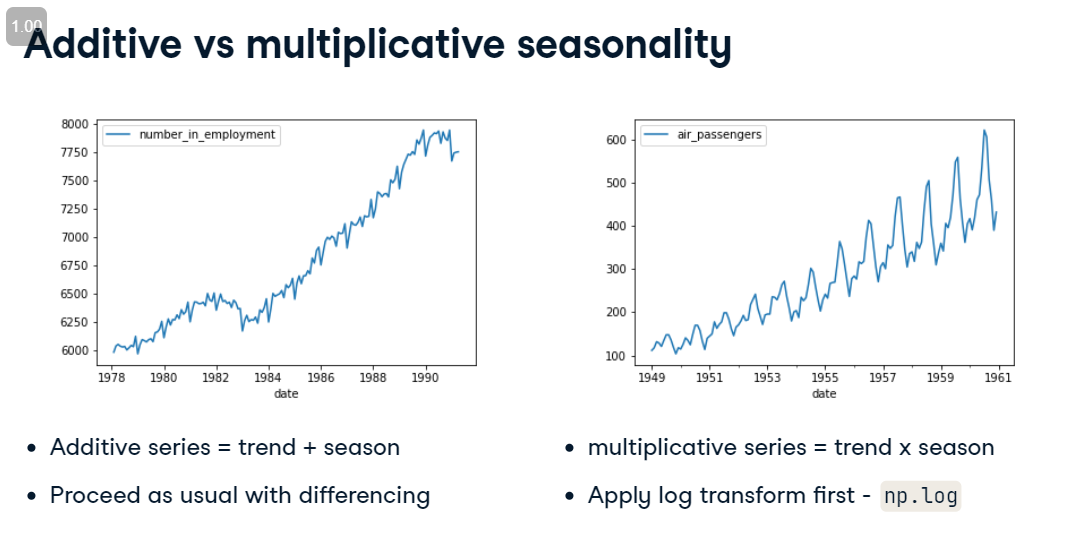 1.00
Additive vs multiplicative seasonality
number_in_employment
8000
7750
7500
7250
7000
6750
6500
6250
6000
1978 1980 1982 1984 1986 1988 1990
date
air_passengers
600
500
400
300
200
100
1949 1951 1953 1955 1957 1959 1961
date
• Additive series = trend + season
• Proceed as usual with differencing
• multiplicative series = trend x season
• Apply log transform first - np.log